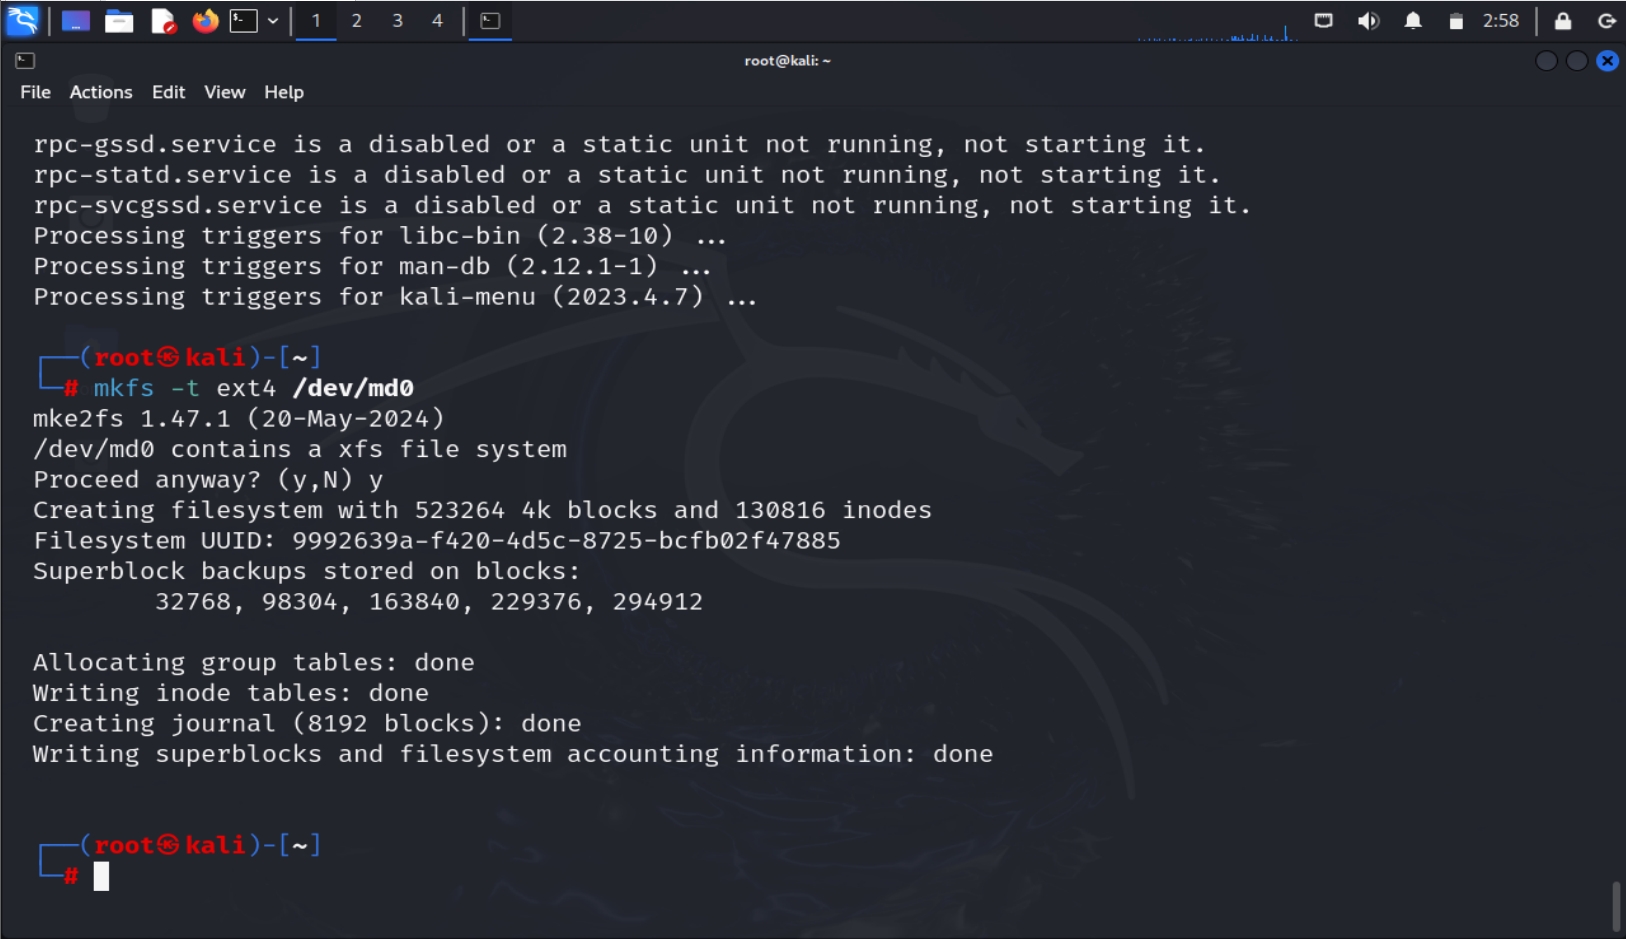 1 2 3 4 2:58
root@kali: ~
File Actions Edit View Help
rpc-gssd.service is a disabled or a static unit not running, not starting it.
rpc-statd.service is a disabled or a static unit not running, not starting it.
rpc-svcgssd.service is a disabled or a static unit not running, not starting it.
Processing triggers for libc-bin (2.38-10) ...
Processing triggers for man-db (2.12.1-1) ...
Processing triggers for kali-menu (2023.4.7) ...
┌──(root㉿kali)-[~]
└─# mkfs -t ext4 /dev/md0
mke2fs 1.47.1 (20-May-2024)
/dev/md0 contains a xfs file system
Proceed anyway? (y,N) y
Creating filesystem with 523264 4k blocks and 130816 inodes
Filesystem UUID: 9992639a-f420-4d5c-8725-bcfb02f47885
Superblock backups stored on blocks:
32768, 98304, 163840, 229376, 294912
Allocating group tables: done
Writing inode tables: done
Creating journal (8192 blocks): done
Writing superblocks and filesystem accounting information: done
┌──(root㉿kali)-[~]
└─#